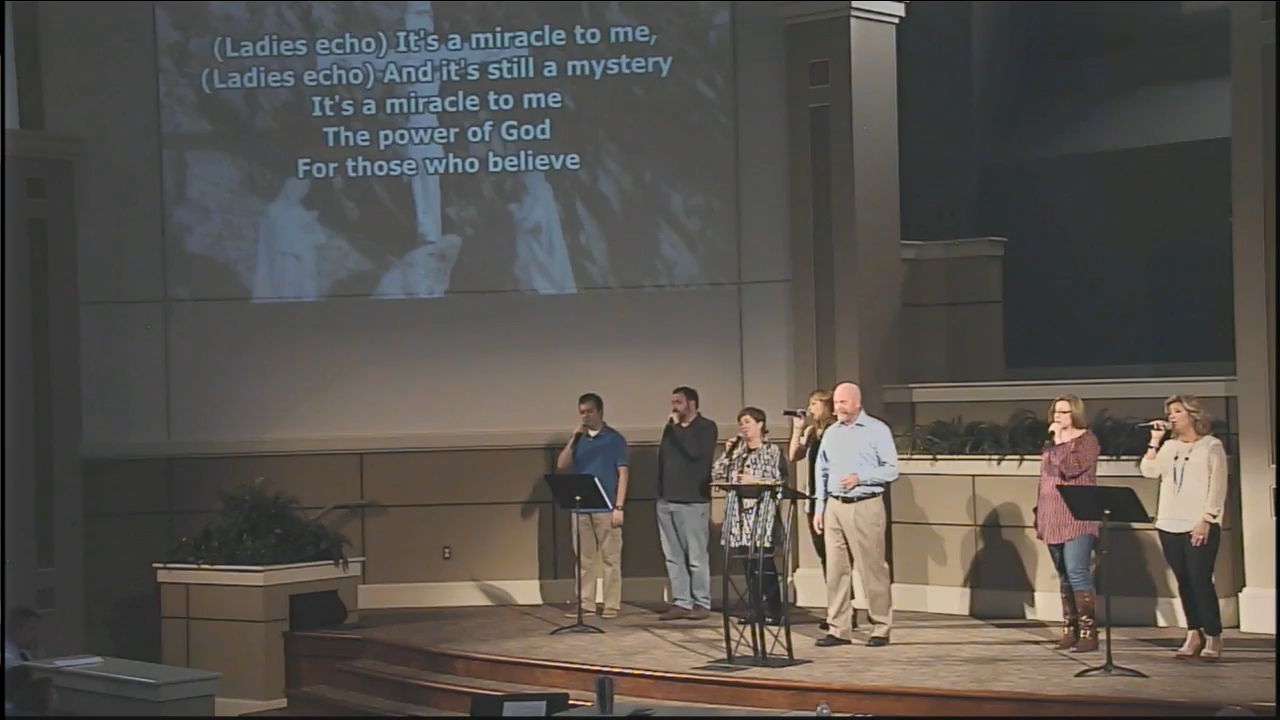 (Ladies echo) It's a miracle to me,
(Ladies echo) And it's still a mystery
It's a miracle to me
The power of God
For those who believe